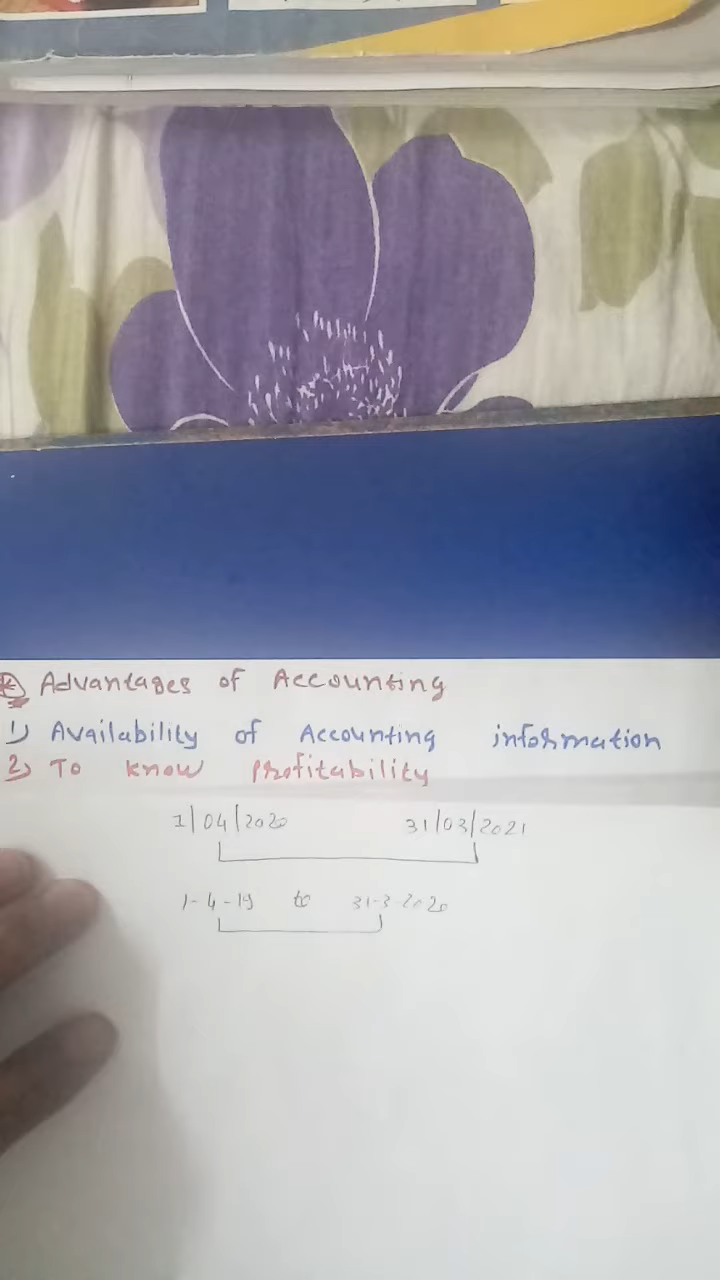 Advantages of Accounting
1) Availability of Accounting information
2) To know Profitability
1/04/2020 31/03/2021
1-4-19 to 31-3-2020